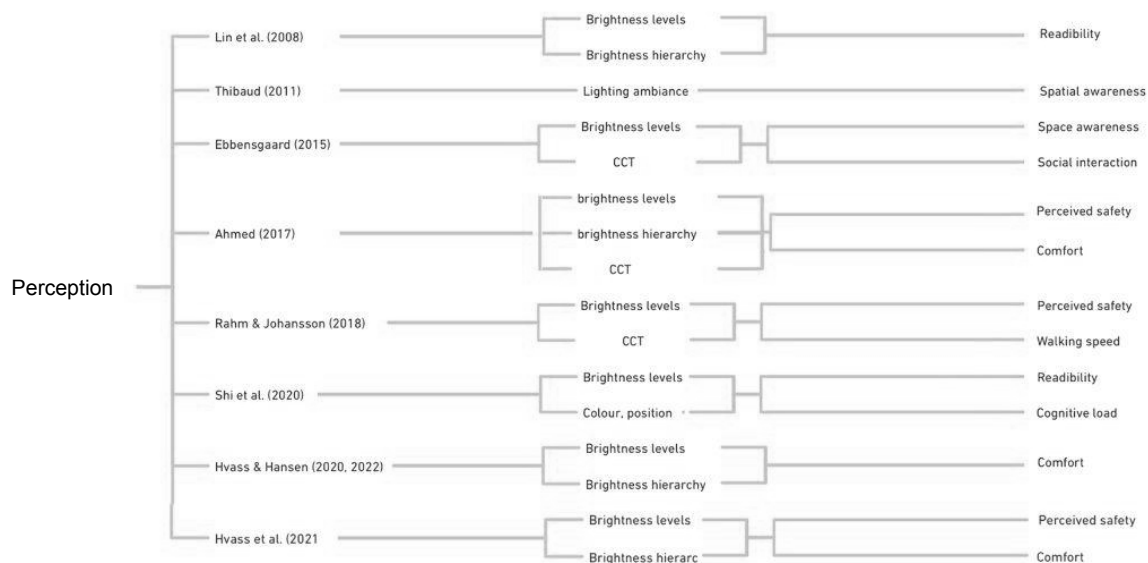 Brightness levels
Lin et al. (2008)
Readibility
Brightness hierarchy
Thibaud (2011)
Lighting ambiance
Spatial awareness
Brightness levels
Space awareness
Ebbensgaard (2015)
CCT
Social interaction
brightness levels
Perceived safety
Ahmed (2017)
brightness hierarchy
Comfort
CCT
Perception
Brightness levels
Perceived safety
Rahm & Johansson (2018)
CCT
Walking speed
Brightness levels
Readibility
Shi et al. (2020)
Colour, position
Cognitive load
Brightness levels
Hvass & Hansen (2020, 2022)
Comfort
Brightness hierarchy
Brightness levels
Perceived safety
Hvass et al. (2021
Brightness hierarc
Comfort